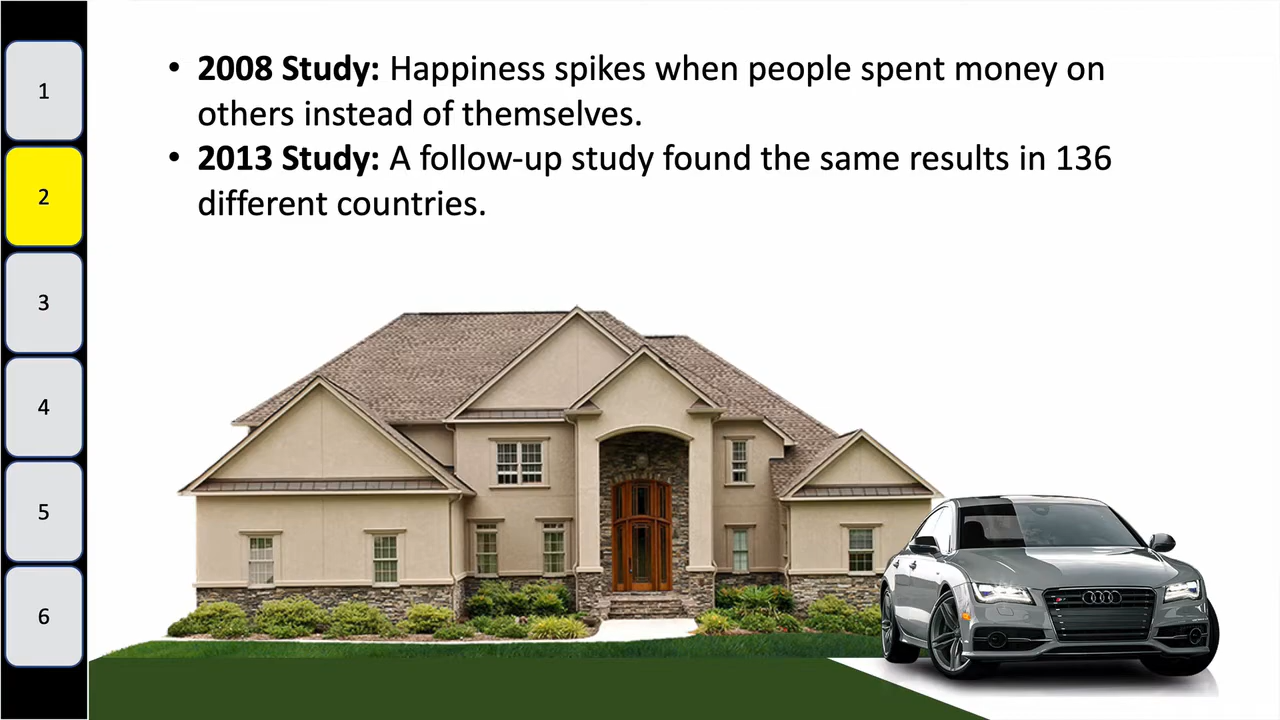 • 2008 Study: Happiness spikes when people spent money on
others instead of themselves.
• 2013 Study: A follow-up study found the same results in 136
different countries.
1
2
3
4
5
6